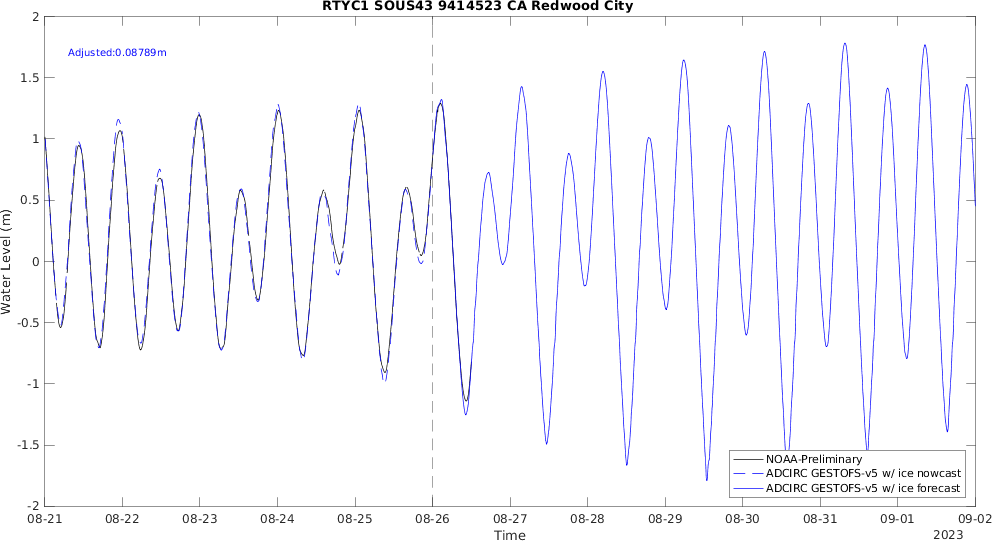 RTYC1 SOUS43 9414523 CA Redwood City
Adjusted:0.08789m
2
1.5
1
0.5
0
-0.5
-1
-1.5
-2
Water Level (m)
NOAA-Preliminary
ADCIRC GESTOFS-v5 w/ ice nowcast
ADCIRC GESTOFS-v5 w/ ice forecast
08-21 08-22 08-23 08-24 08-25 08-26 08-27 08-28 08-29 08-30 08-31 09-01 09-02
Time
2023